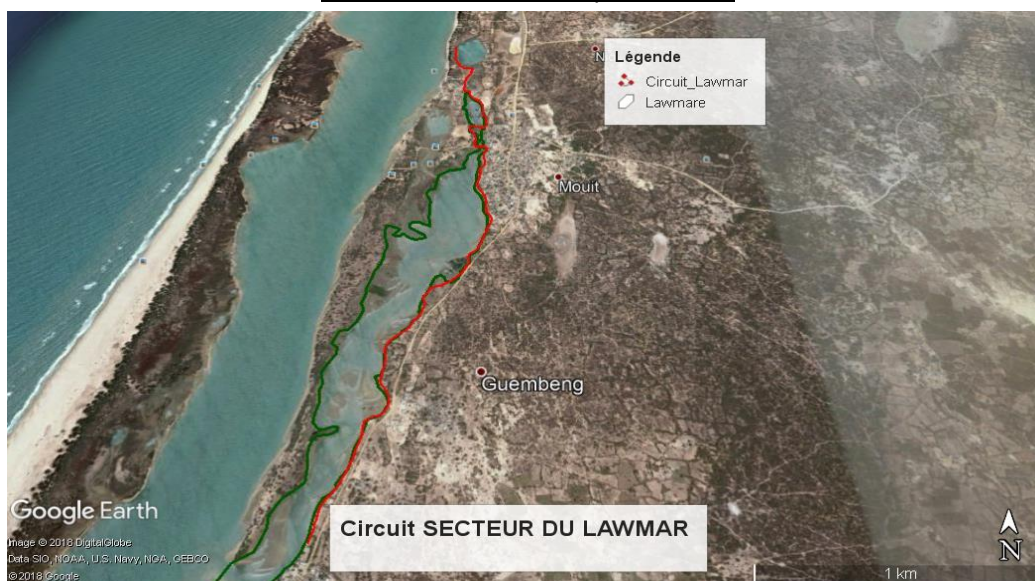 Légende
Circuit_Lawmar
Lawmare
N
Mouit
Guembeng
Google Earth
Circuit SECTEUR DU LAWMAR
Image © 2018 DigitalGlobe
Data SIO, NOAA, U.S. Navy, NGA, GEBCO
© 2018 Google
N
1 km